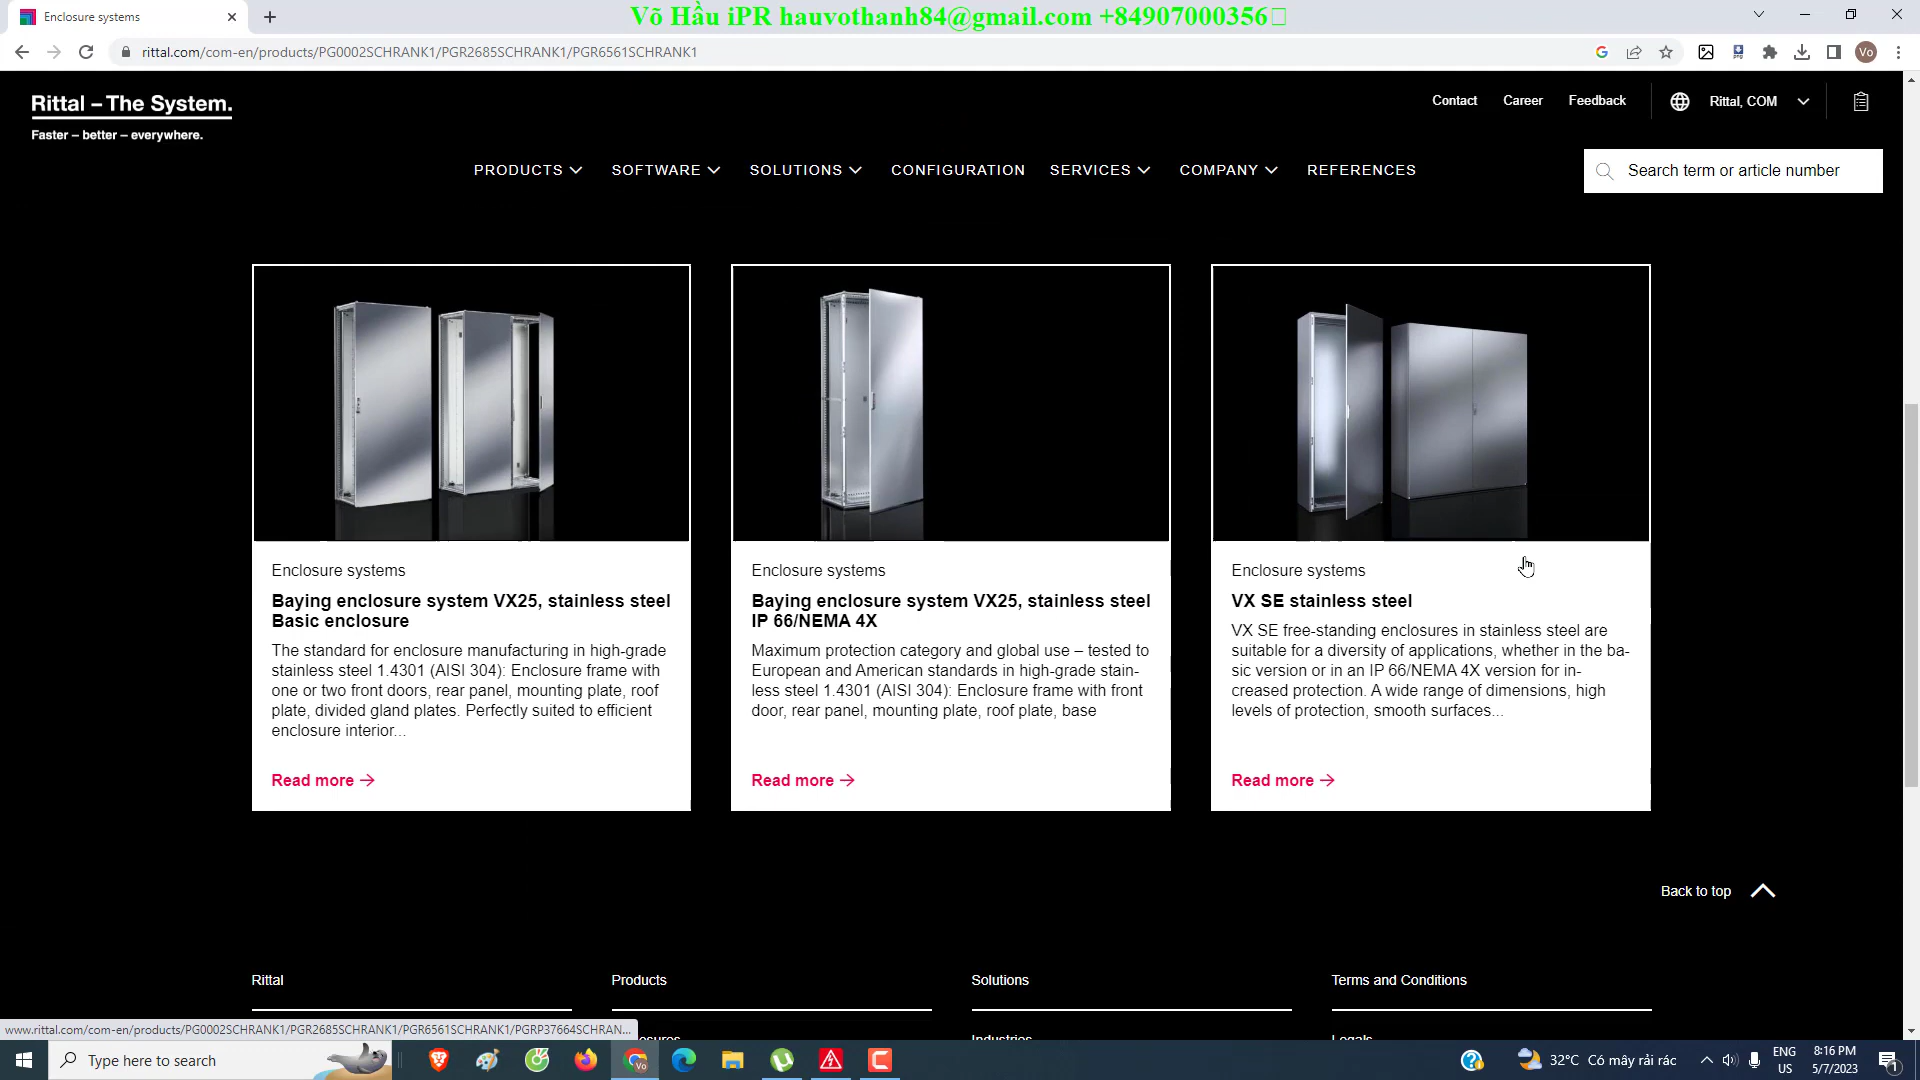 Enclosure systems
Võ Hầu iPR hauvothanh84@gmail.com +84907000356
rittal.com/com-en/products/PG0002SCHRANK1/PGR2685SCHRANK1/PGR6561SCHRANK1
Vo
Rittal – The System.
Faster – better – everywhere.
Contact
Career
Feedback
Rittal, COM
PRODUCTS
SOFTWARE
SOLUTIONS
CONFIGURATION
SERVICES
COMPANY
REFERENCES
Search term or article number
Enclosure systems
Baying enclosure system VX25, stainless steel
Basic enclosure
The standard for enclosure manufacturing in high-grade
stainless steel 1.4301 (AISI 304): Enclosure frame with
one or two front doors, rear panel, mounting plate, roof
plate, divided gland plates. Perfectly suited to efficient
enclosure interior...
Read more
Enclosure systems
Baying enclosure system VX25, stainless steel
IP 66/NEMA 4X
Maximum protection category and global use – tested to
European and American standards in high-grade stain-
less steel 1.4301 (AISI 304): Enclosure frame with front
door, rear panel, mounting plate, roof plate, base
Read more
Enclosure systems
VX SE stainless steel
VX SE free-standing enclosures in stainless steel are
suitable for a diversity of applications, whether in the ba-
sic version or in an IP 66/NEMA 4X version for in-
creased protection. A wide range of dimensions, high
levels of protection, smooth surfaces...
Read more
Back to top
Rittal
Products
Solutions
Terms and Conditions
Industries
Legals
www.rittal.com/com-en/products/PG0002SCHRANK1/PGR2685SCHRANK1/PGR6561SCHRANK1/PGRP37664SCHRAN...
Type here to search
32°C Có mây rải rác
ENG
US
8:16 PM
5/7/2023
1